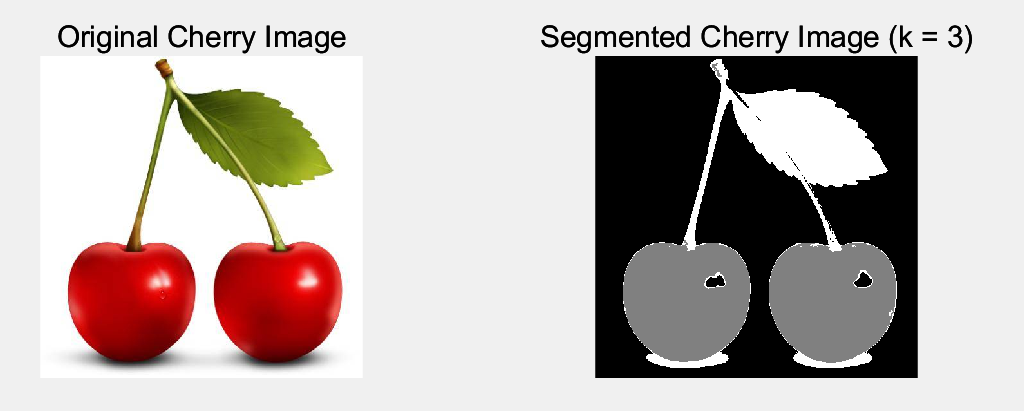 Original Cherry Image
Segmented Cherry Image (k = 3)